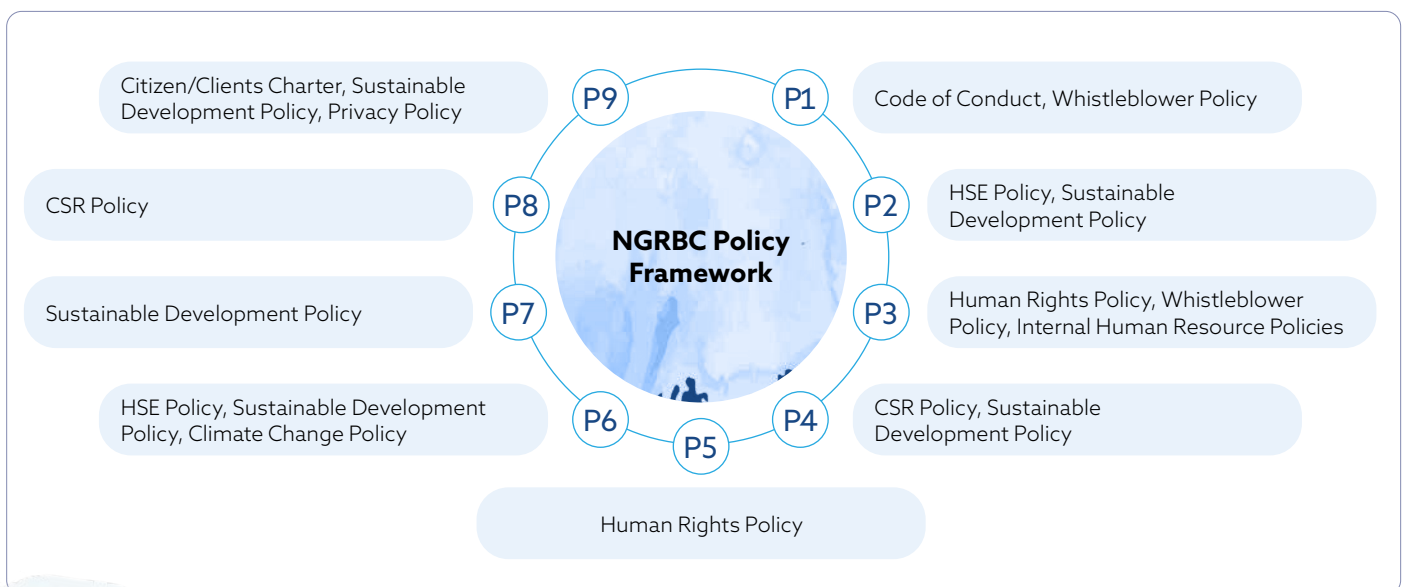 NGRBC Policy
Framework
P1
Code of Conduct, Whistleblower Policy
P2
HSE Policy, Sustainable
Development Policy
P3
Human Rights Policy, Whistleblower
Policy, Internal Human Resource Policies
P4
CSR Policy, Sustainable
Development Policy
P5
Human Rights Policy
P6
HSE Policy, Sustainable Development
Policy, Climate Change Policy
P7
Sustainable Development Policy
P8
CSR Policy
P9
Citizen/Clients Charter, Sustainable
Development Policy, Privacy Policy